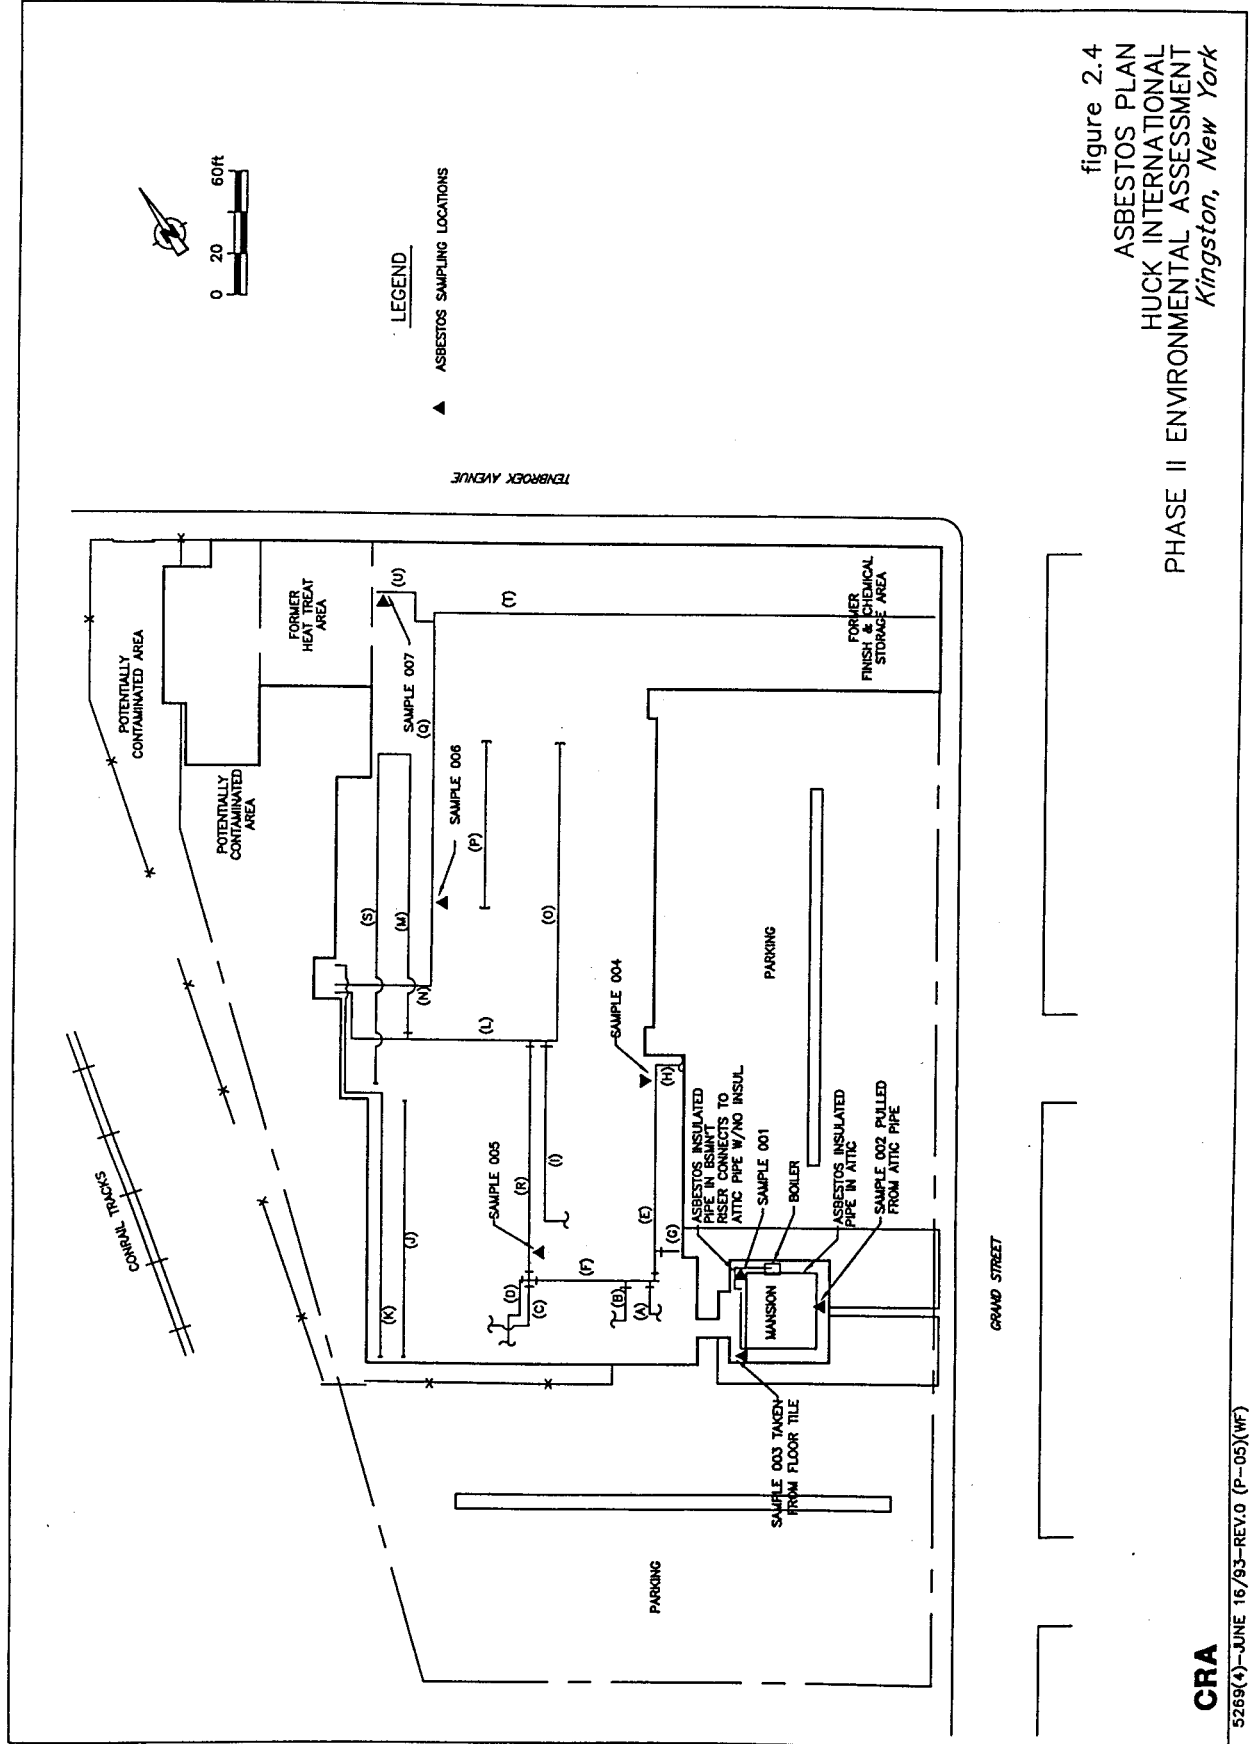 CONRAIL TRACKS
POTENTIALLY
CONTAMINATED AREA
POTENTIALLY
CONTAMINATED
AREA
FORMER
HEAT TREAT
AREA
0 20 60ft
LEGEND
ASBESTOS SAMPLING LOCATIONS
TENBROEK AVENUE
(K)
(J)
(S)
(M)
(N)
(L)
SAMPLE 007
(Q)
(U)
(T)
SAMPLE 006
(P)
(O)
SAMPLE 005
(R)
(I)
(D)
(C)
(F)
(B)
(A)
(E)
(G)
(H)
SAMPLE 004
FORMER
FINISH & CHEMICAL
STORAGE AREA
PARKING
PARKING
ASBESTOS INSULATED
PIPE IN BSMN'T
RISER CONNECTS TO
ATTIC PIPE W/NO INSUL.
SAMPLE 001
BOILER
MANSION
ASBESTOS INSULATED
PIPE IN ATTIC
SAMPLE 002 PULLED
FROM ATTIC PIPE
SAMPLE 003 TAKEN
FROM FLOOR TILE
GRAND STREET
figure 2.4
ASBESTOS PLAN
HUCK INTERNATIONAL
PHASE II ENVIRONMENTAL ASSESSMENT
Kingston, New York
CRA
5269(4)-JUNE 16/93-REV.0 (P-05)(WF)